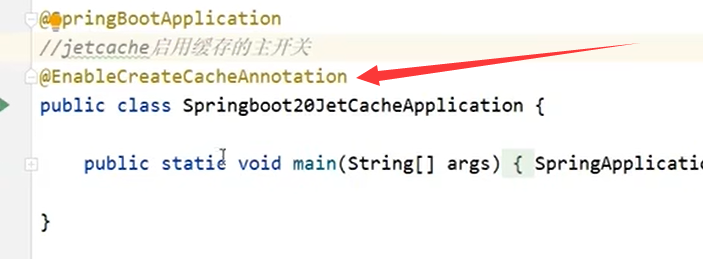 @SpringBootApplication
//jetcache启用缓存的主开关
@EnableCreateCacheAnnotation
public class Springboot20JetCacheApplication {
public static void main(String[] args) { SpringApplicatio
}